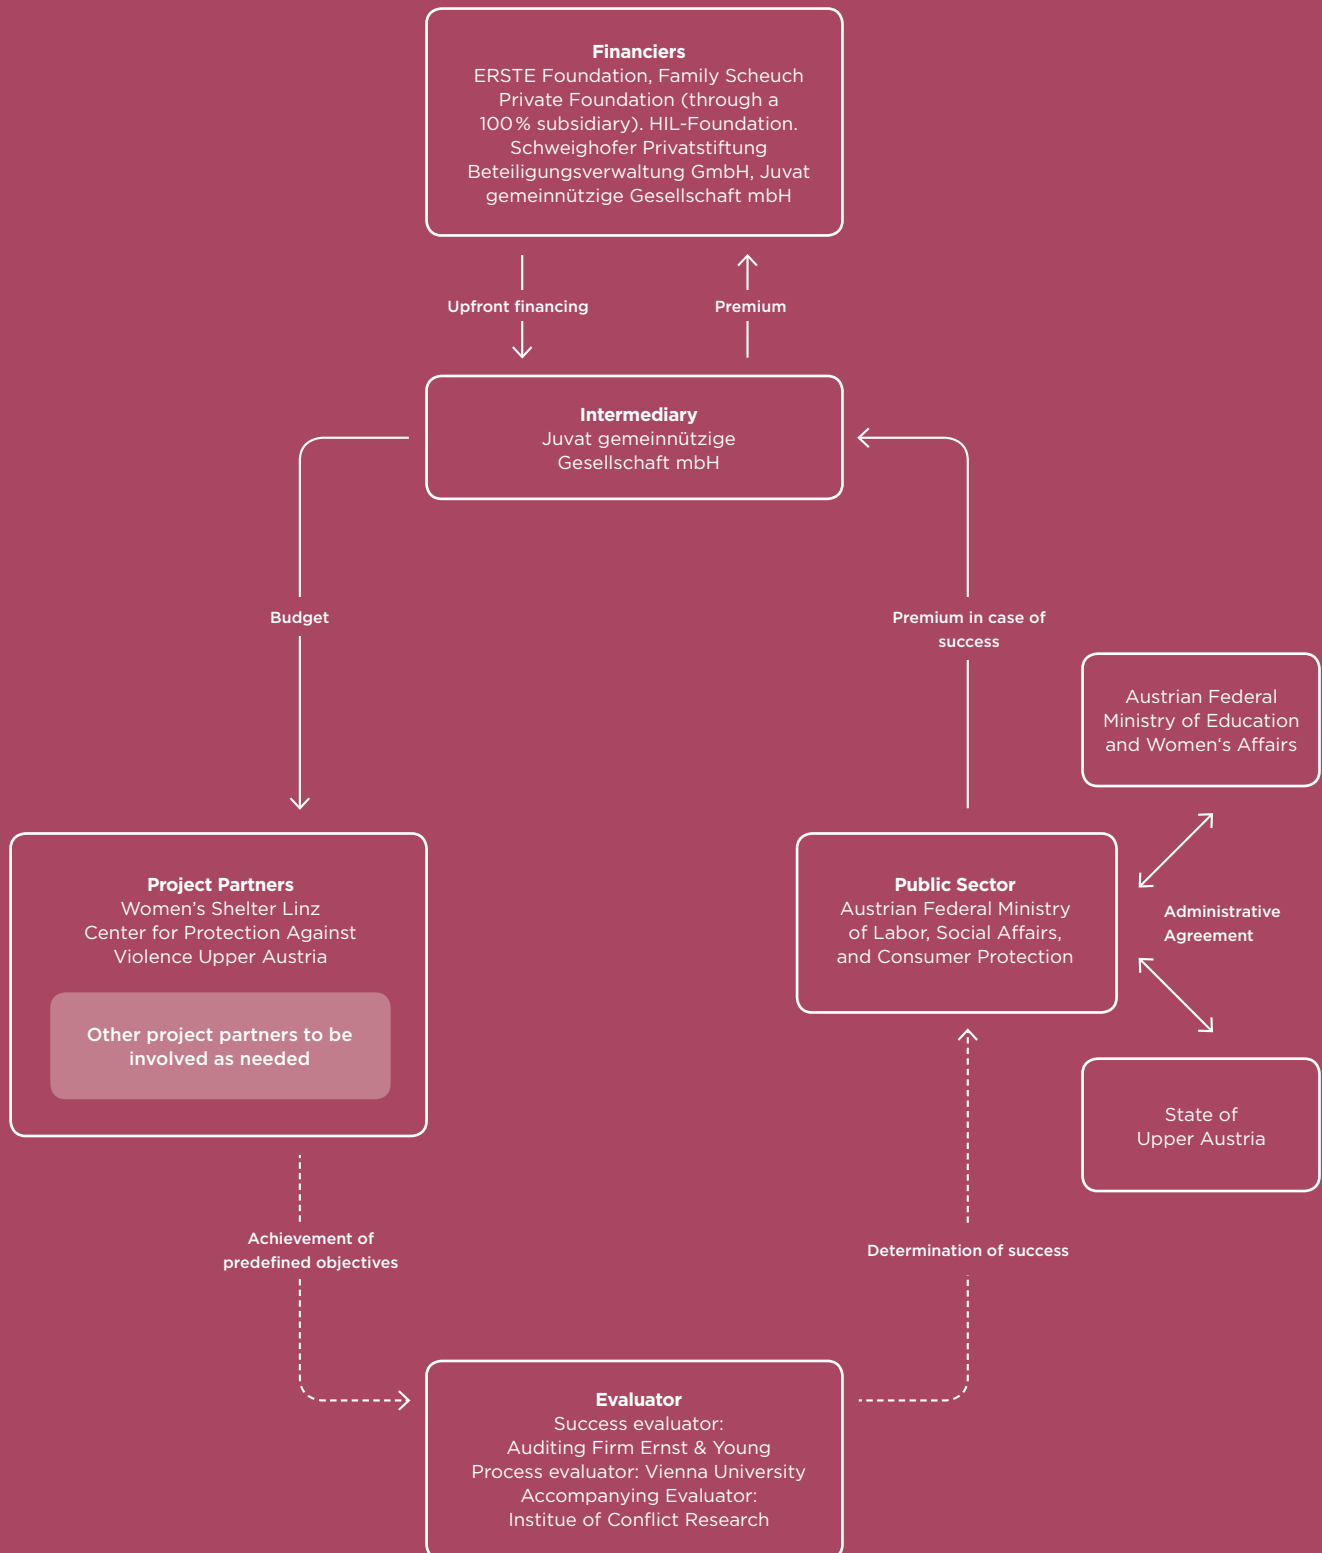 Financiers
ERSTE Foundation, Family Scheuch
Private Foundation (through a
100 % subsidiary). HIL-Foundation.
Schweighofer Privatstiftung
Beteiligungsverwaltung GmbH, Juvat
gemeinnützige Gesellschaft mbH
Upfront financing
Premium
Intermediary
Juvat gemeinnützige
Gesellschaft mbH
Budget
Premium in case of
success
Austrian Federal
Ministry of Education
and Women‘s Affairs
Project Partners
Women’s Shelter Linz
Center for Protection Against
Violence Upper Austria
Other project partners to be
involved as needed
Public Sector
Austrian Federal Ministry
of Labor, Social Affairs,
and Consumer Protection
Administrative
Agreement
State of
Upper Austria
Achievement of
predefined objectives
Determination of success
Evaluator
Success evaluator:
Auditing Firm Ernst & Young
Process evaluator: Vienna University
Accompanying Evaluator:
Institue of Conflict Research